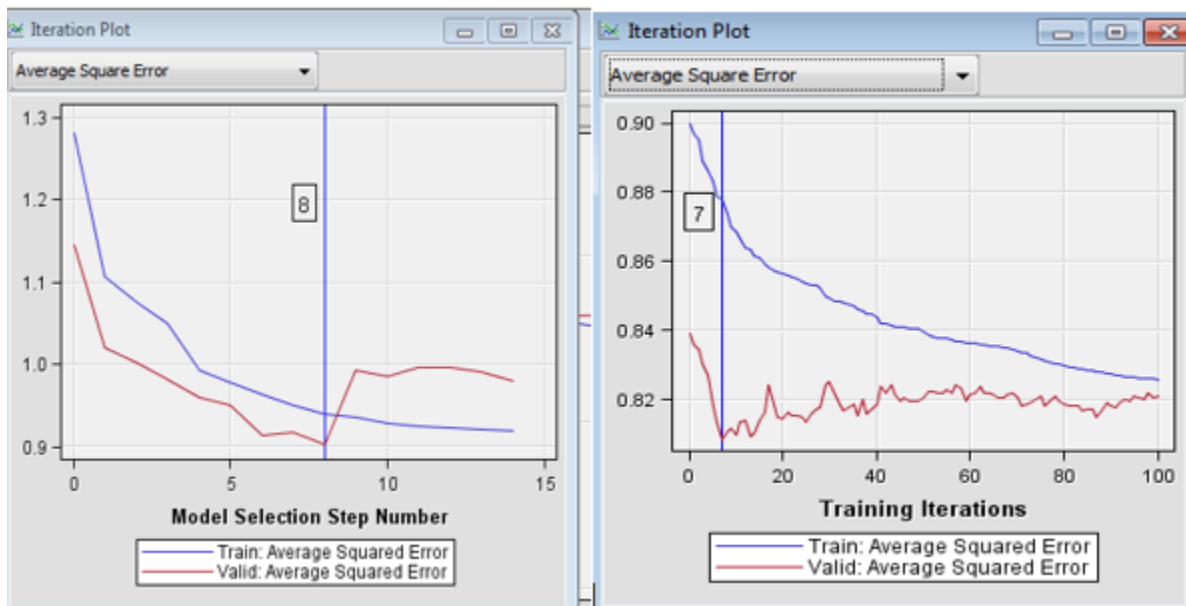 Iteration Plot
Average Square Error
1.3
1.2
1.1
1.0
0.9
8
0
5
10
15
Model Selection Step Number
Train: Average Squared Error
Valid: Average Squared Error
Iteration Plot
Average Square Error
0.90
0.88
0.86
0.84
0.82
7
0
20
40
60
80
100
Training Iterations
Train: Average Squared Error
Valid: Average Squared Error